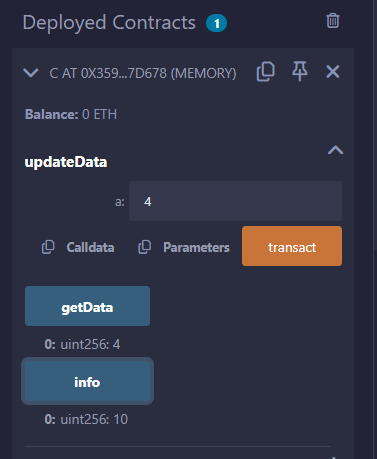 Deployed Contracts 1
C AT 0X359...7D678 (MEMORY)
Balance: 0 ETH
updateData
a: 4
Calldata Parameters transact
getData
0: uint256: 4
info
0: uint256: 10